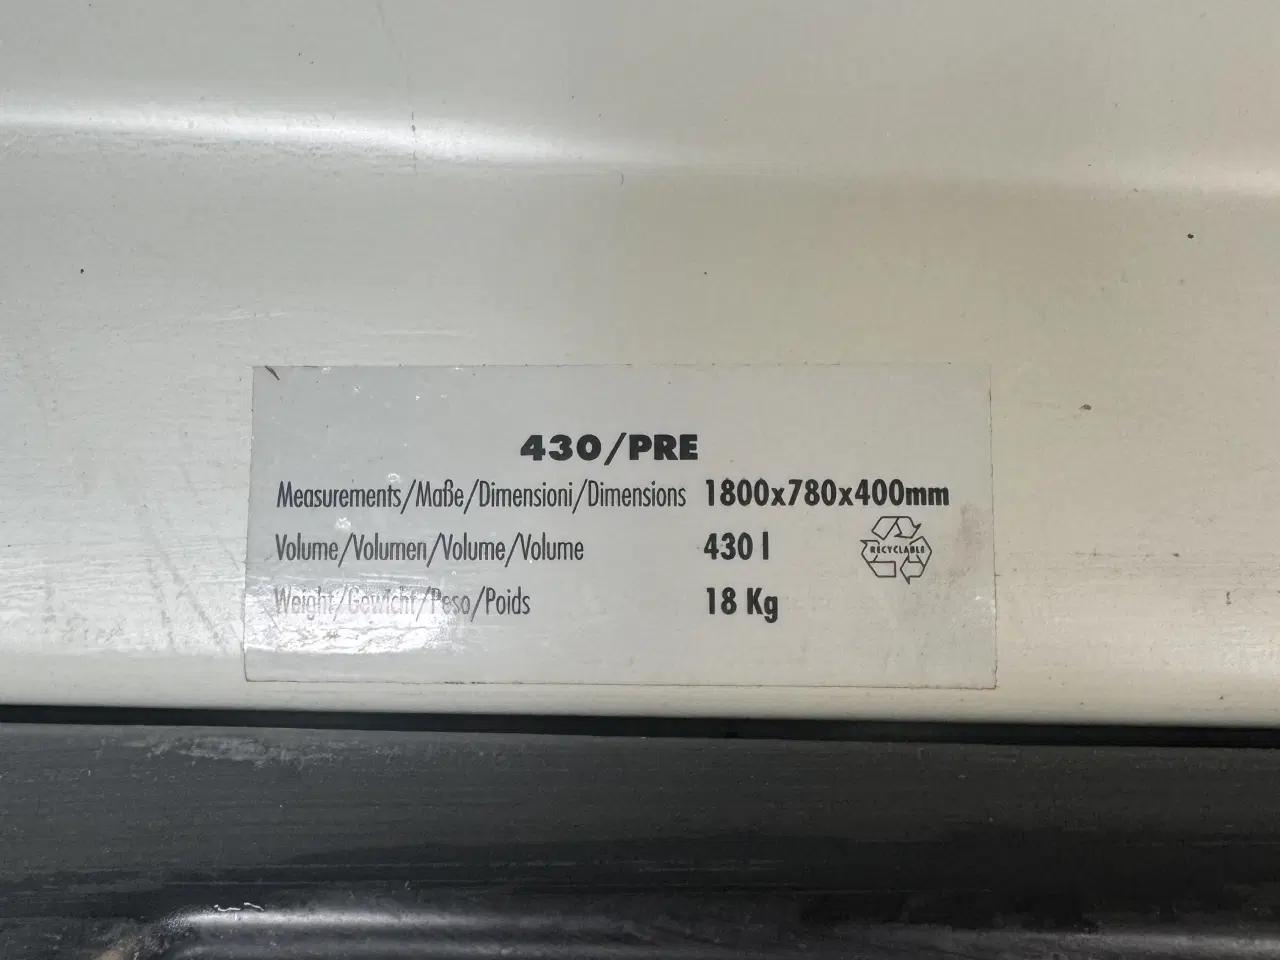 430/PRE
Measurements/Maße/Dimensioni/Dimensions 1800x780x400mm
Volume/Volumen/Volume/Volume 430 l
RECYCLABLE
Weight/Gewicht/Peso/Poids 18 Kg